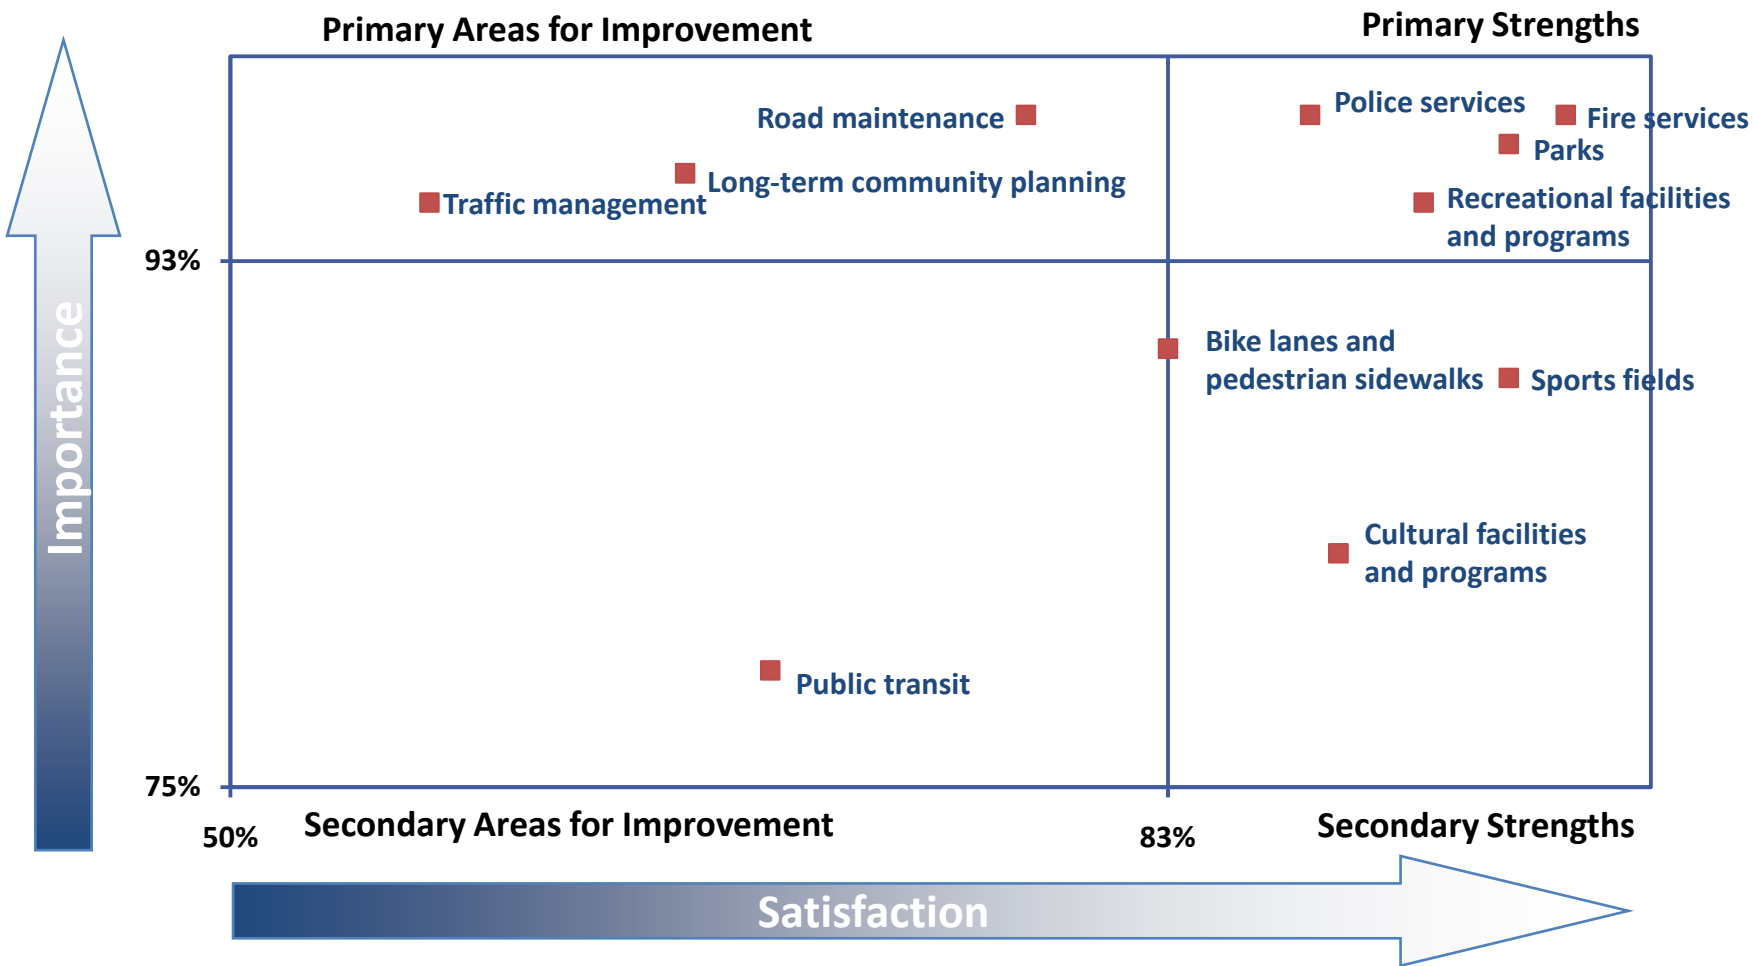 Primary Areas for Improvement
Primary Strengths
Road maintenance
Police services
Fire services
Parks
Long-term community planning
Traffic management
Recreational facilities
and programs
93%
Importance
Bike lanes and
pedestrian sidewalks
Sports fields
Cultural facilities
and programs
Public transit
75%
50%
Secondary Areas for Improvement
83%
Secondary Strengths
Satisfaction